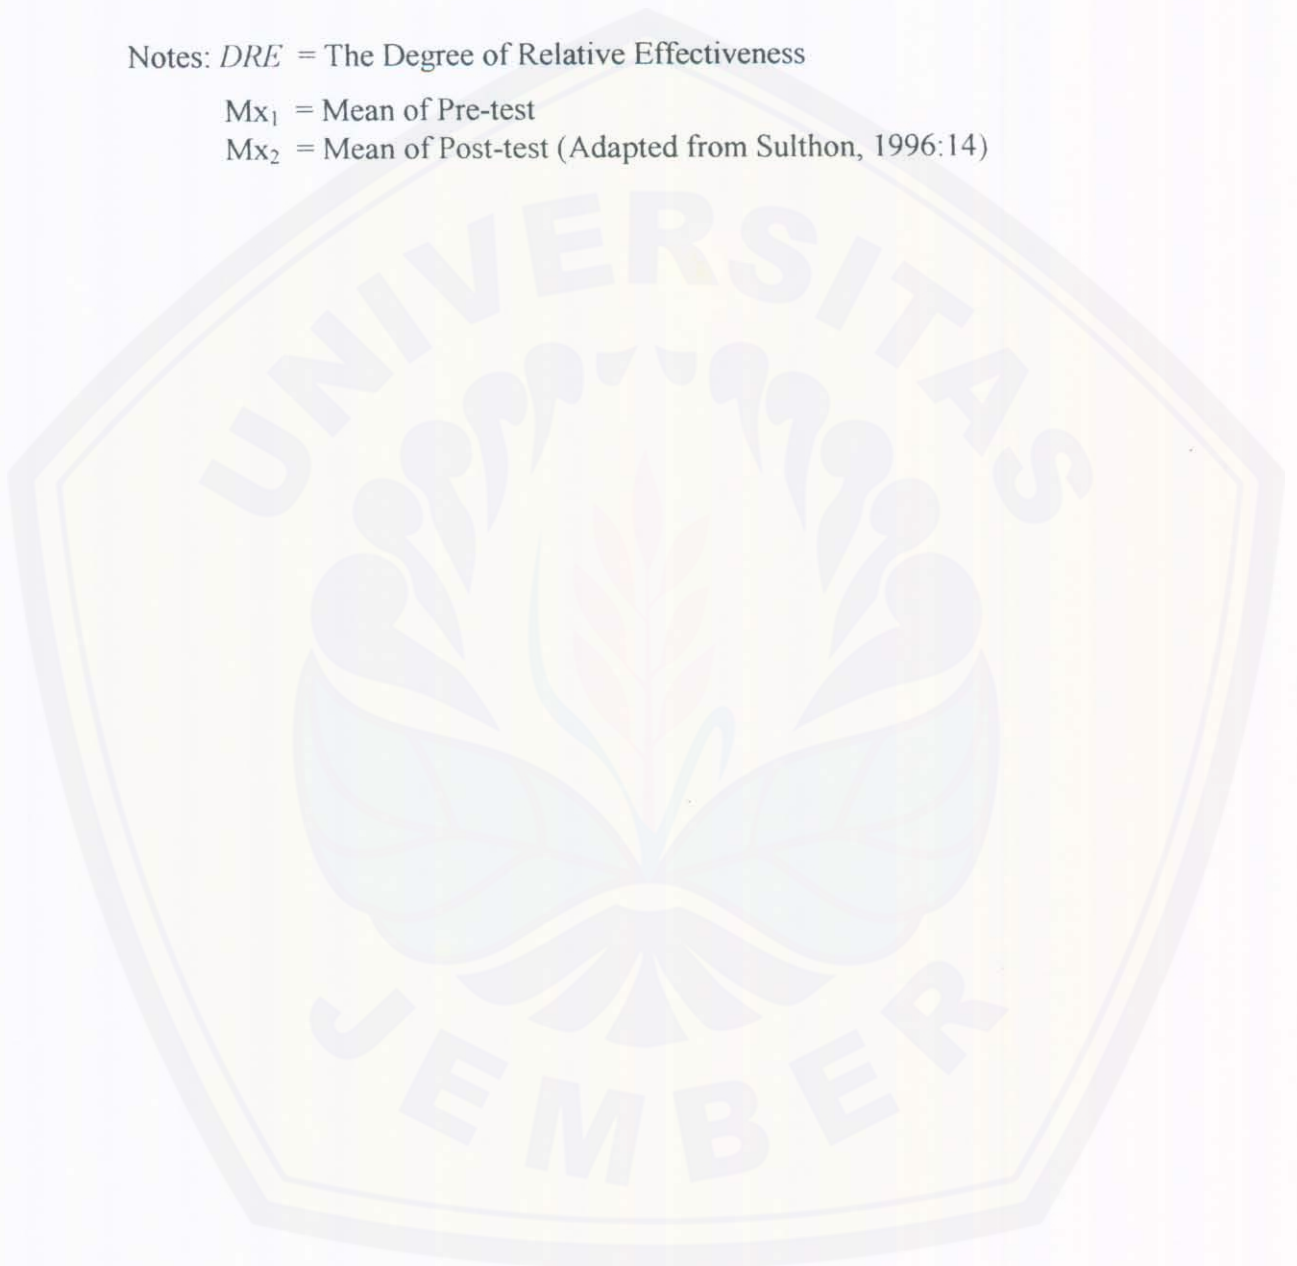 Notes: DRE = The Degree of Relative Effectiveness
Mx₁ = Mean of Pre-test
Mx₂ = Mean of Post-test (Adapted from Sulthon, 1996:14)
UNIVERSITAS
JEMBER